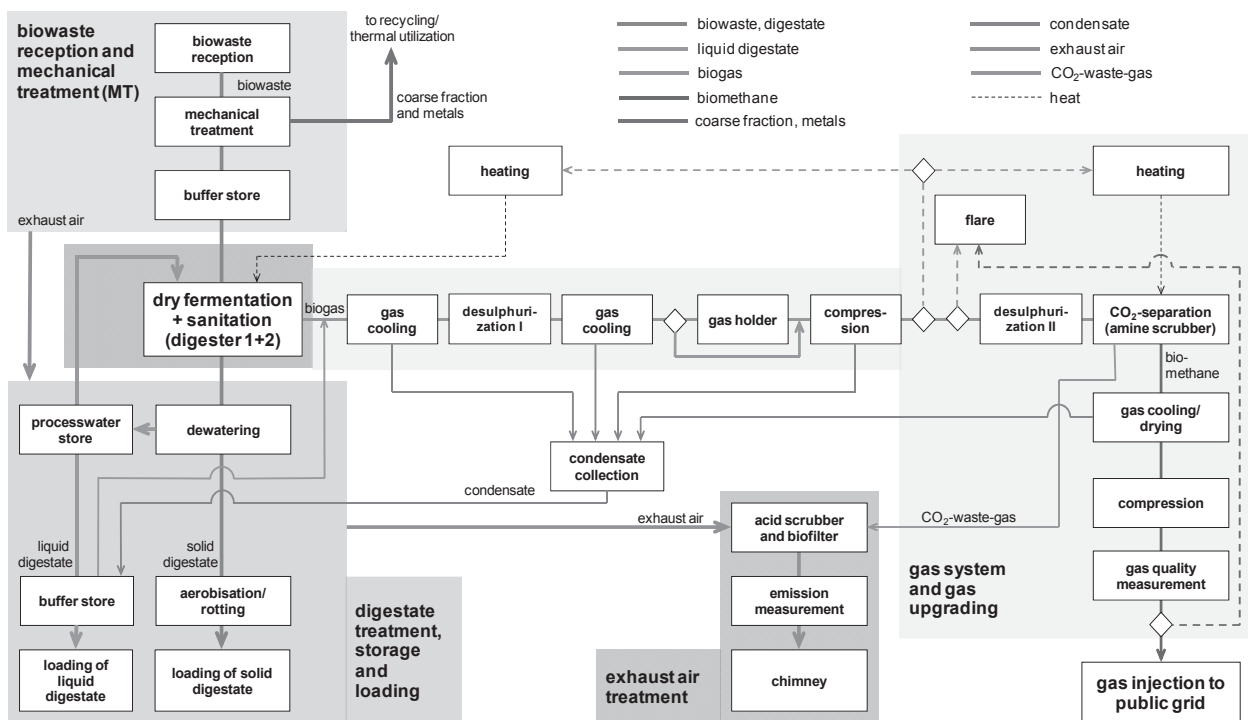 biowaste
reception and
mechanical
treatment (MT)
biowaste
reception
biowaste
mechanical
treatment
buffer store
to recycling/
thermal utilization
coarse fraction
and metals
biowaste, digestate
liquid digestate
biogas
biomethane
coarse fraction, metals
condensate
exhaust air
CO₂-waste-gas
heat
heating
heating
flare
exhaust air
dry fermentation
+ sanitation
(digester 1+2)
biogas
gas
cooling
desulphuri-
zation I
gas
cooling
gas holder
compres-
sion
desulphuri-
zation II
CO₂-separation
(amine scrubber)
bio-
methane
processwater
store
dewatering
gas cooling/
drying
condensate
collection
condensate
compression
exhaust air
acid scrubber
and biofilter
CO₂-waste-gas
liquid
digestate
solid
digestate
gas quality
measurement
gas system
and gas
upgrading
buffer store
aerobisation/
rotting
digestate
treatment,
storage
and
loading
emission
measurement
loading of
liquid
digestate
loading of solid
digestate
exhaust air
treatment
chimney
gas injection to
public grid